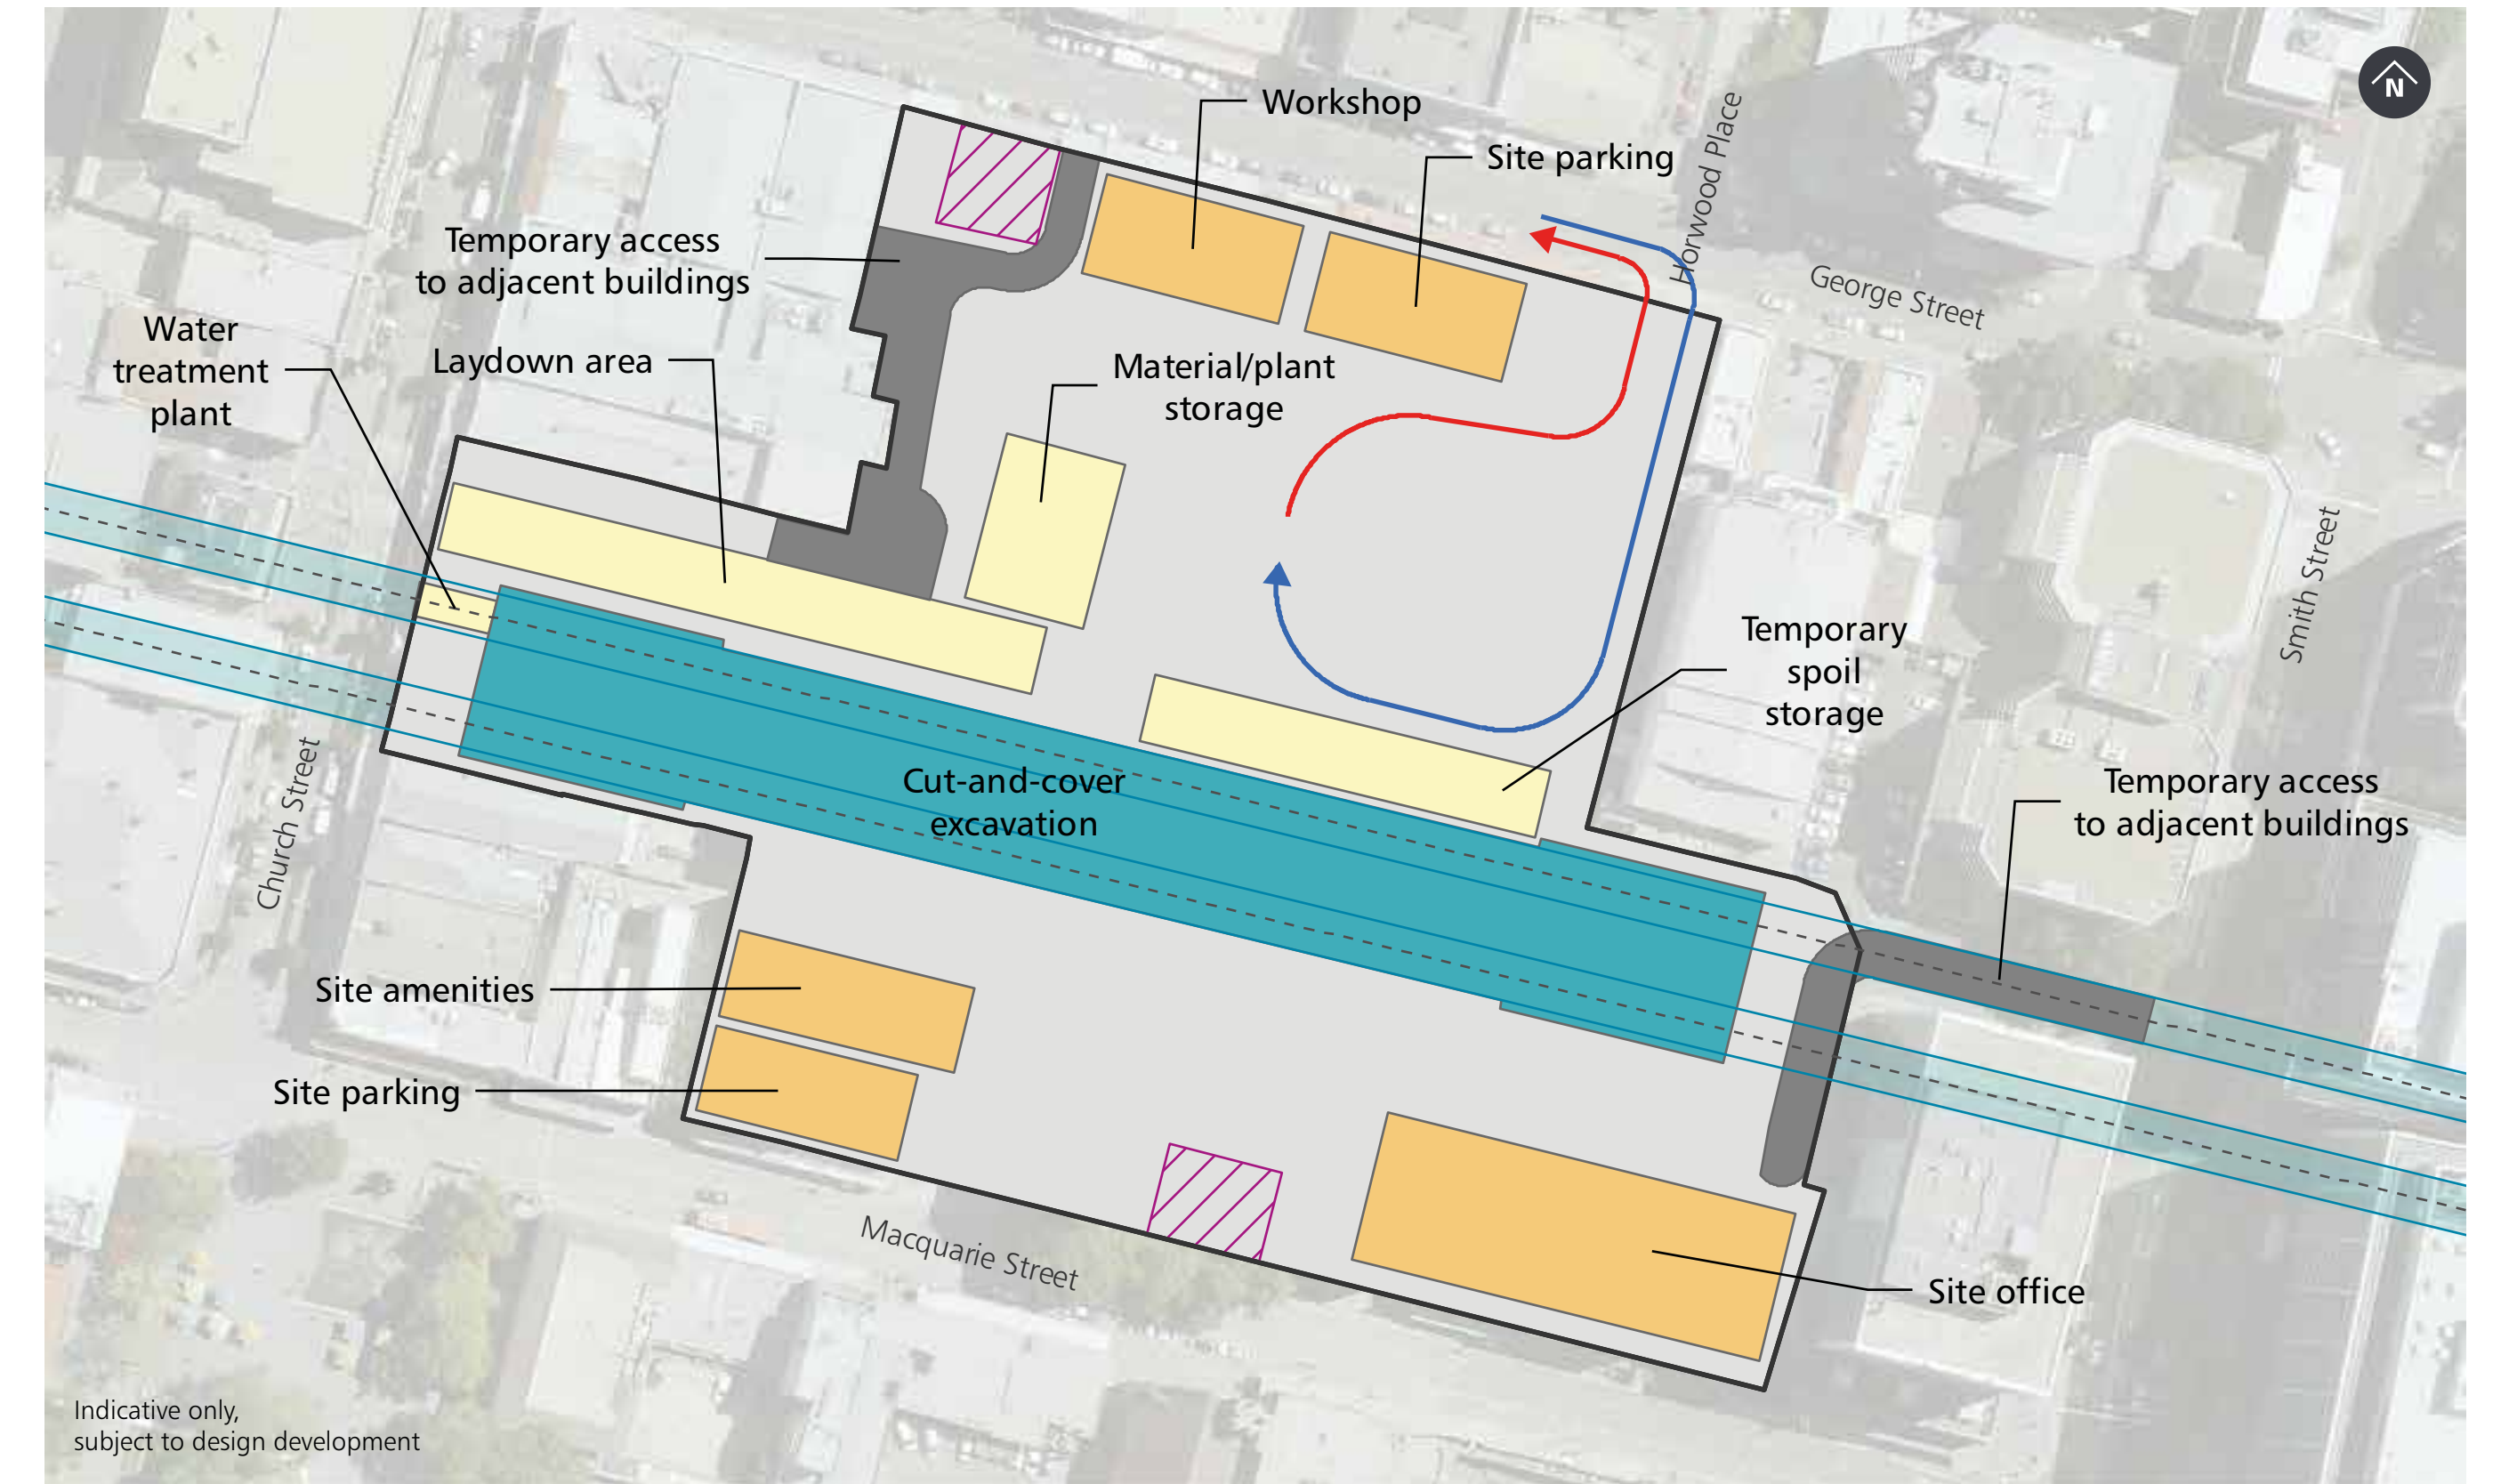 N
Workshop
Site parking
Horwood Place
George Street
Temporary access
to adjacent buildings
Water
treatment
plant
Laydown area
Material/plant
storage
Smith Street
Temporary
spoil
storage
Church Street
Cut-and-cover
excavation
Temporary access
to adjacent buildings
Site amenities
Site parking
Macquarie Street
Site office
Indicative only,
subject to design development